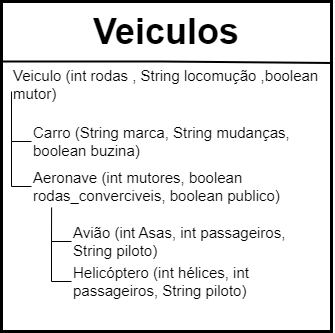 Veiculos
Veiculo (int rodas , String locomução ,boolean
mutor)
Carro (String marca, String mudanças,
boolean buzina)
Aeronave (int mutores, boolean
rodas_converciveis, boolean publico)
Avião (int Asas, int passageiros,
String piloto)
Helicóptero (int hélices, int
passageiros, String piloto)